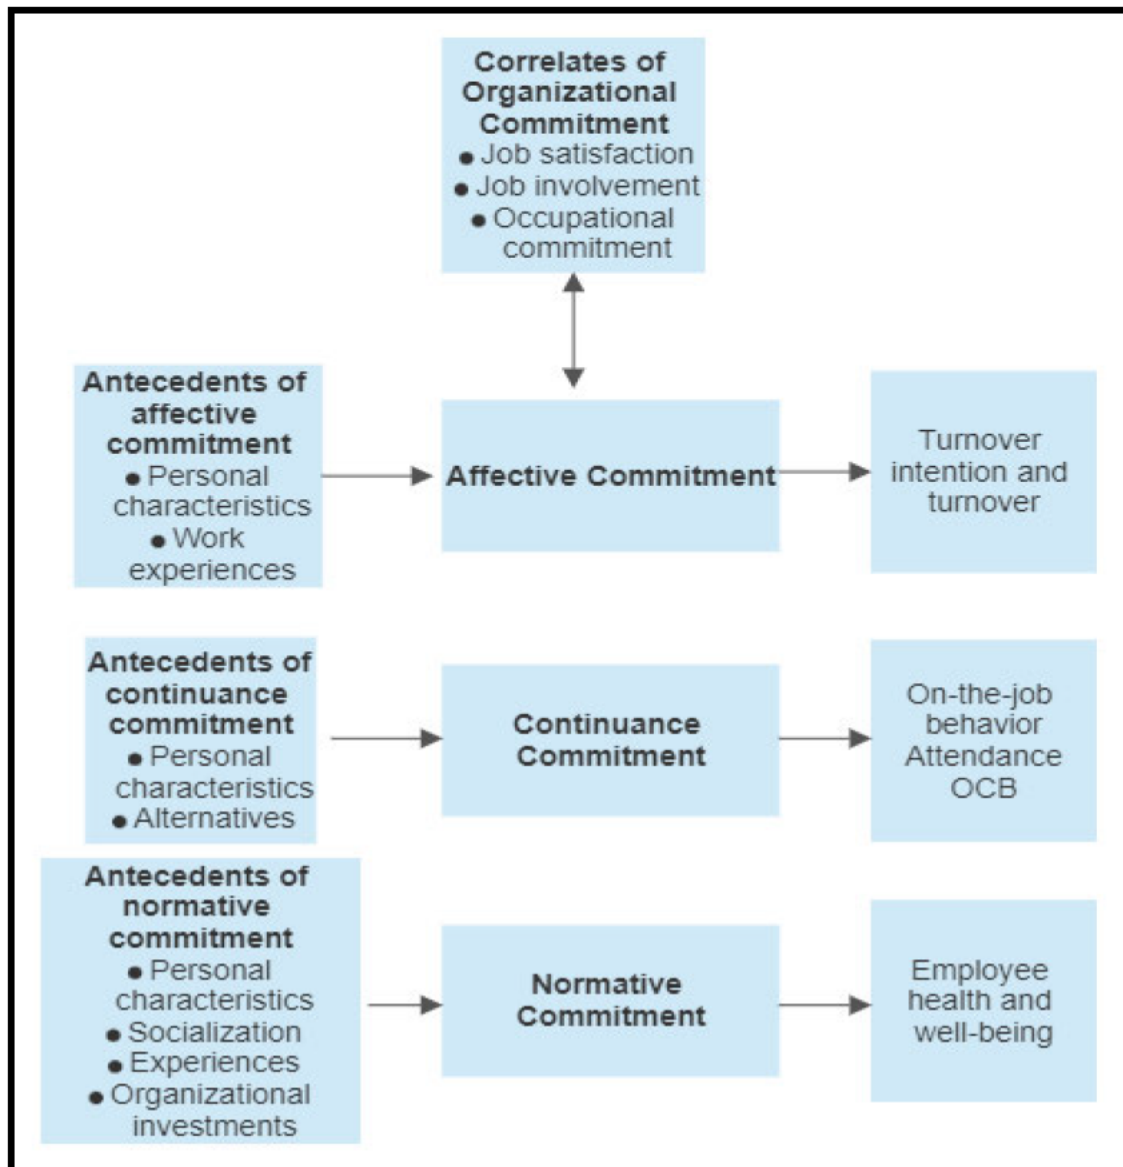 Correlates of
Organizational
Commitment
● Job satisfaction
● Job involvement
● Occupational
commitment
Antecedents of
affective
commitment
● Personal
characteristics
● Work
experiences
Affective Commitment
Turnover
intention and
turnover
Antecedents of
continuance
commitment
● Personal
characteristics
● Alternatives
Continuance
Commitment
On-the-job
behavior
Attendance
OCB
Antecedents of
normative
commitment
● Personal
characteristics
● Socialization
● Experiences
● Organizational
investments
Normative
Commitment
Employee
health and
well-being